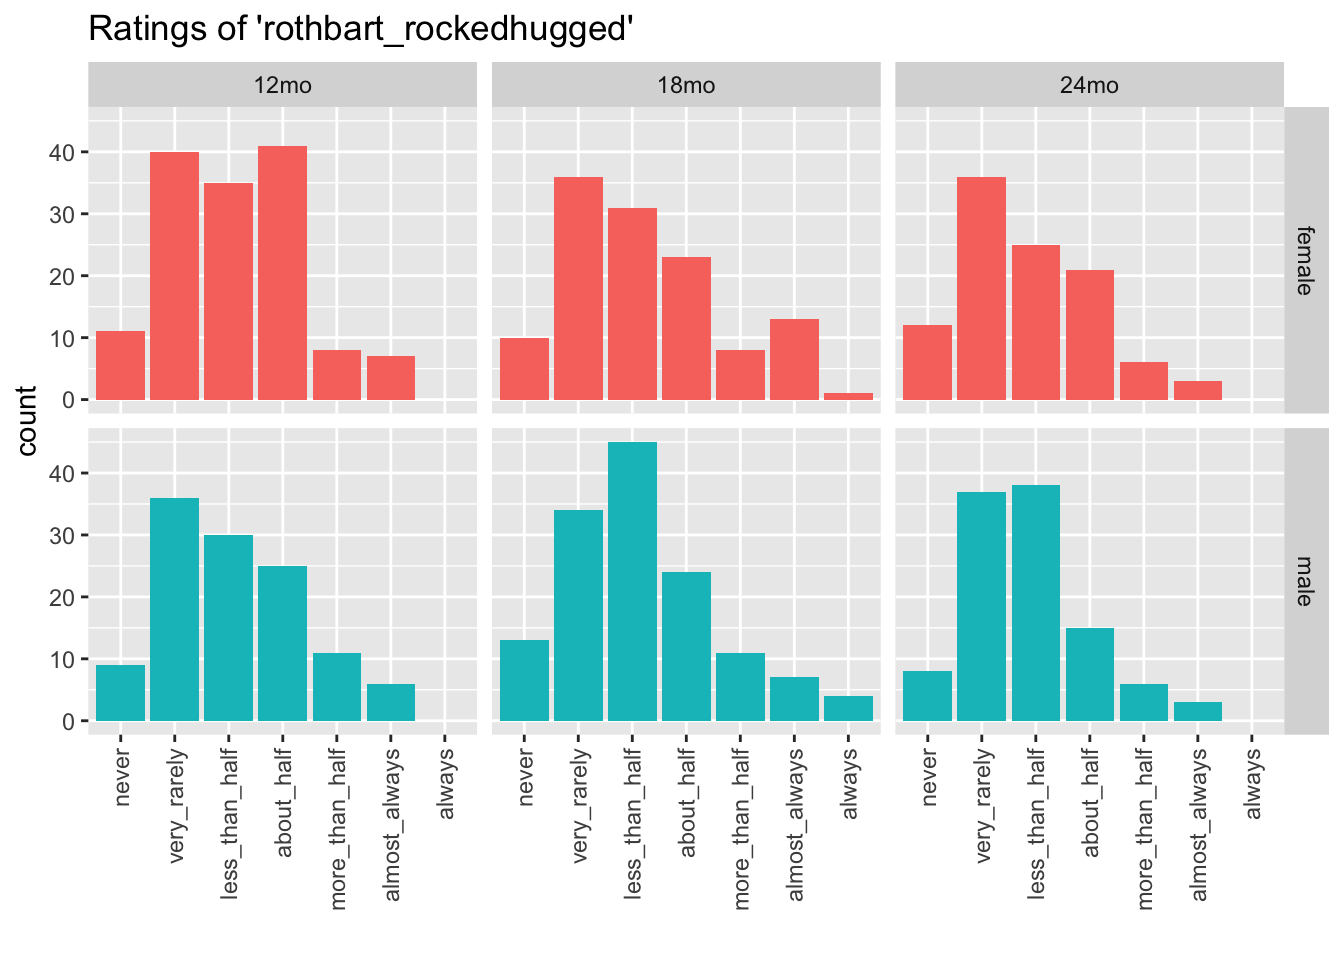 Ratings of 'rothbart_rockedhugged'
12mo 18mo 24mo
40
30
20
10
0
female
count
40
30
20
10
0
male
never very_rarely less_than_half about_half more_than_half almost_always always never very_rarely less_than_half about_half more_than_half almost_always always never very_rarely less_than_half about_half more_than_half almost_always always